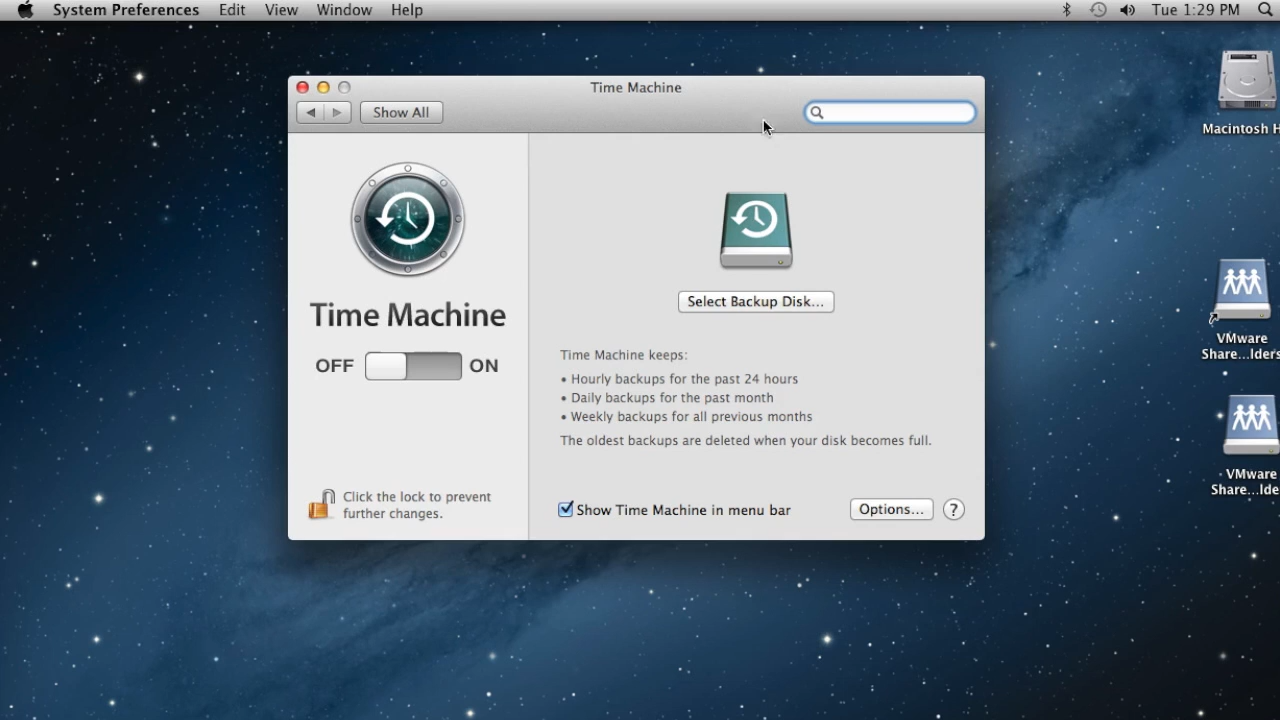 System Preferences Edit View Window Help Tue 1:29 PM
Time Machine
Show All
Macintosh H
Time Machine
OFF ON
Click the lock to prevent
further changes.
Select Backup Disk...
Time Machine keeps:
• Hourly backups for the past 24 hours
• Daily backups for the past month
• Weekly backups for all previous months
The oldest backups are deleted when your disk becomes full.
Show Time Machine in menu bar
Options... ?
VMware
Share...lders
VMware
Share...lde